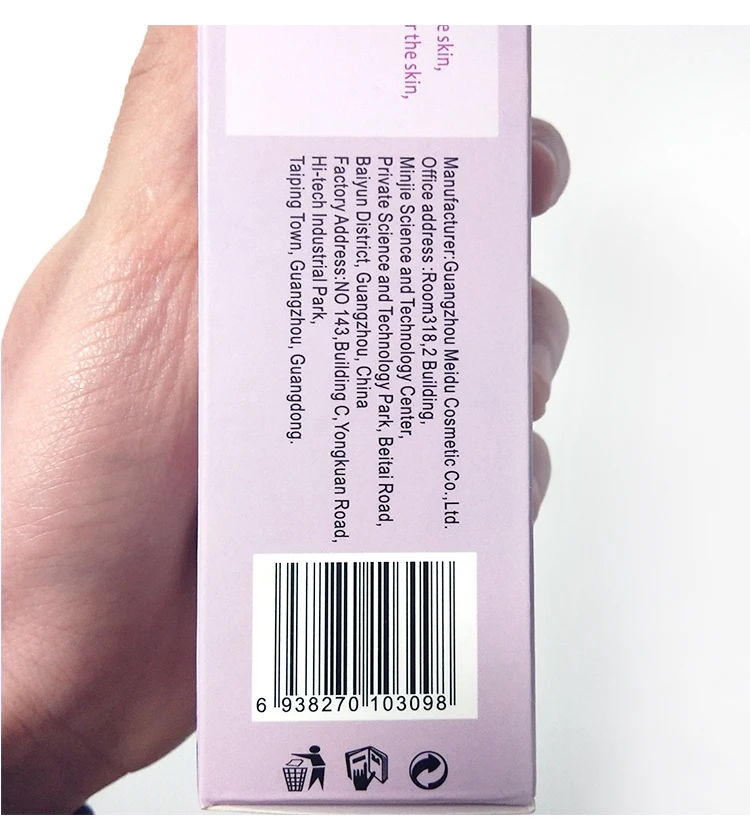 e skin,
r the skin,
Manufacturer:Guangzhou Meidu Cosmetic Co.,Ltd.
Office address :Room318,2 Building,
Minjie Science and Technology Center,
Private Science and Technology Park, Beitai Road,
Baiyun District, Guangzhou, China
Factory Address:NO 143,Building C,Yongkuan Road,
Hi-tech Industrial Park,
Taiping Town, Guangzhou, Guangdong.
6 938270 103098